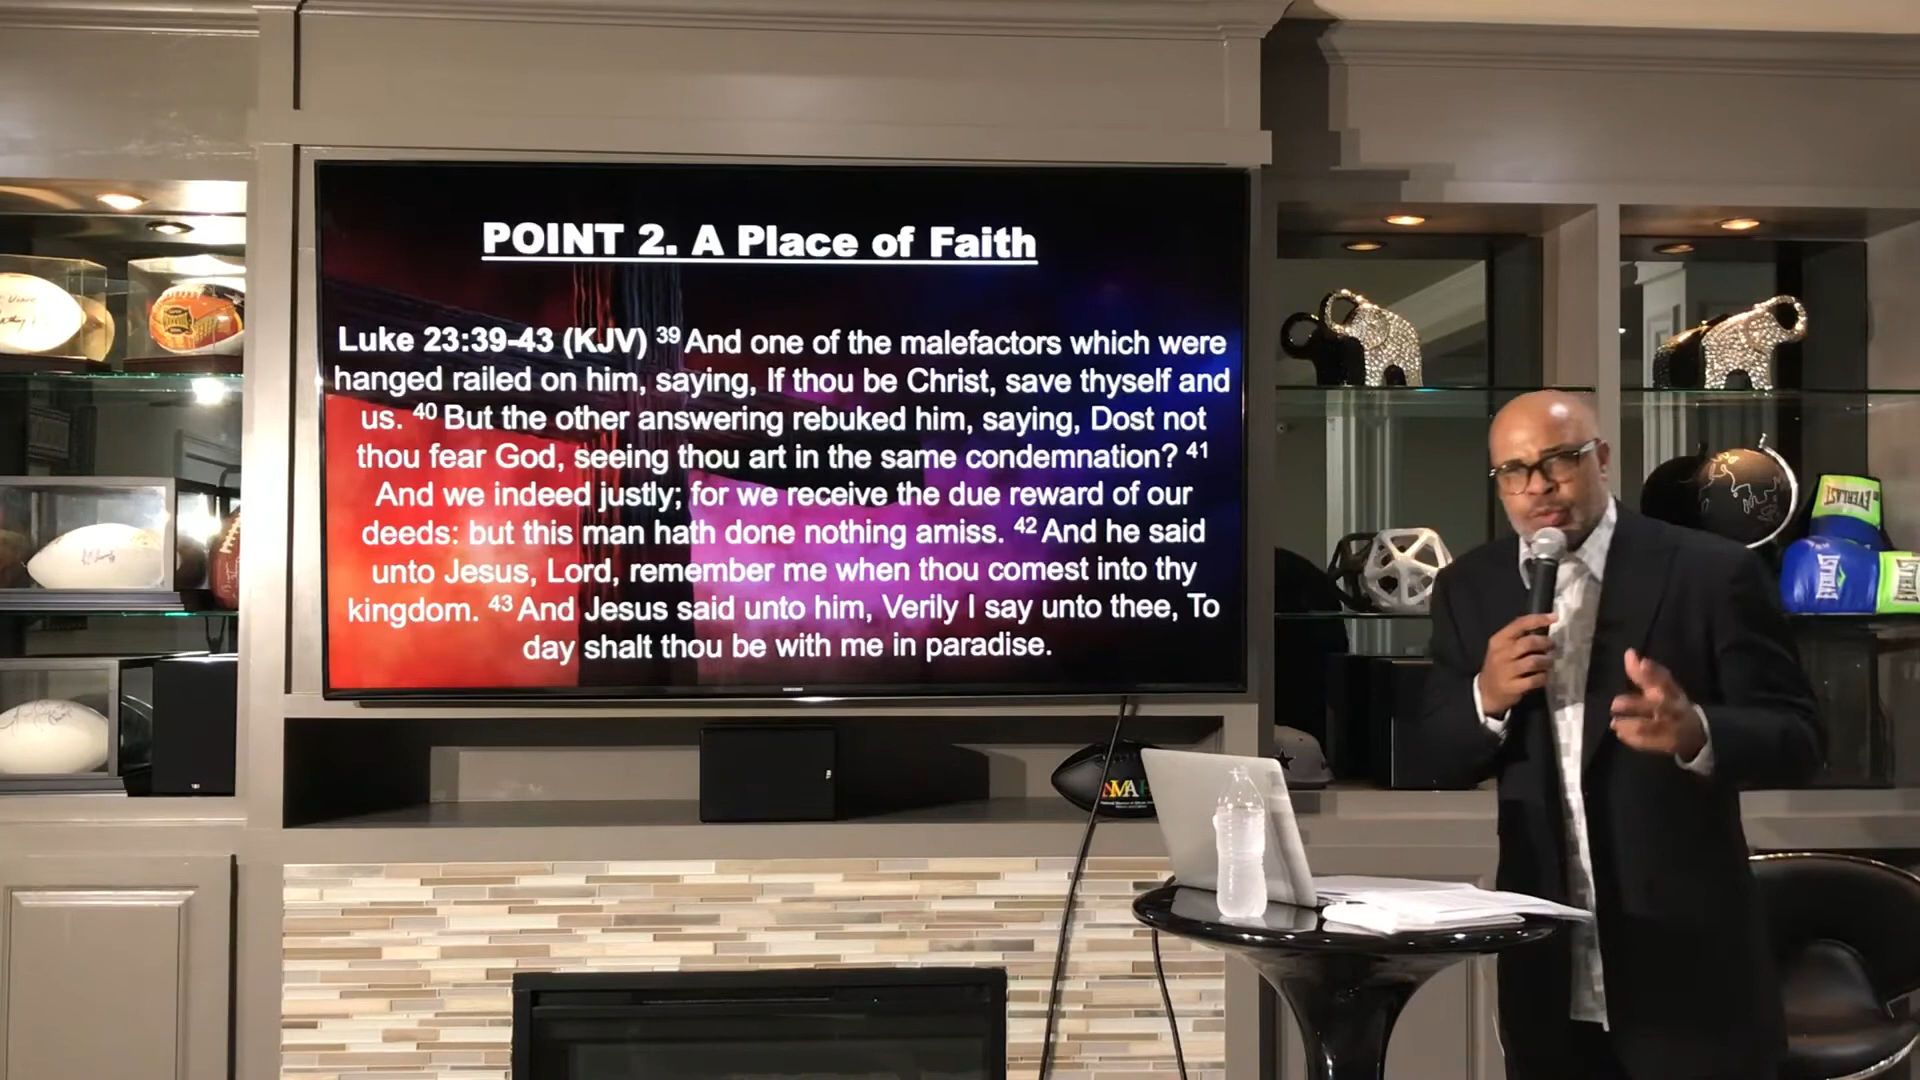 POINT 2. A Place of Faith
Luke 23:39-43 (KJV) 39 And one of the malefactors which were
hanged railed on him, saying, If thou be Christ, save thyself and
us. 40 But the other answering rebuked him, saying, Dost not
thou fear God, seeing thou art in the same condemnation? 41
And we indeed justly; for we receive the due reward of our
deeds: but this man hath done nothing amiss. 42 And he said
unto Jesus, Lord, remember me when thou comest into thy
kingdom. 43 And Jesus said unto him, Verily I say unto thee, To
day shalt thou be with me in paradise.
SAMSUNG
EVERLAST
EVERLAST
EVERLAST